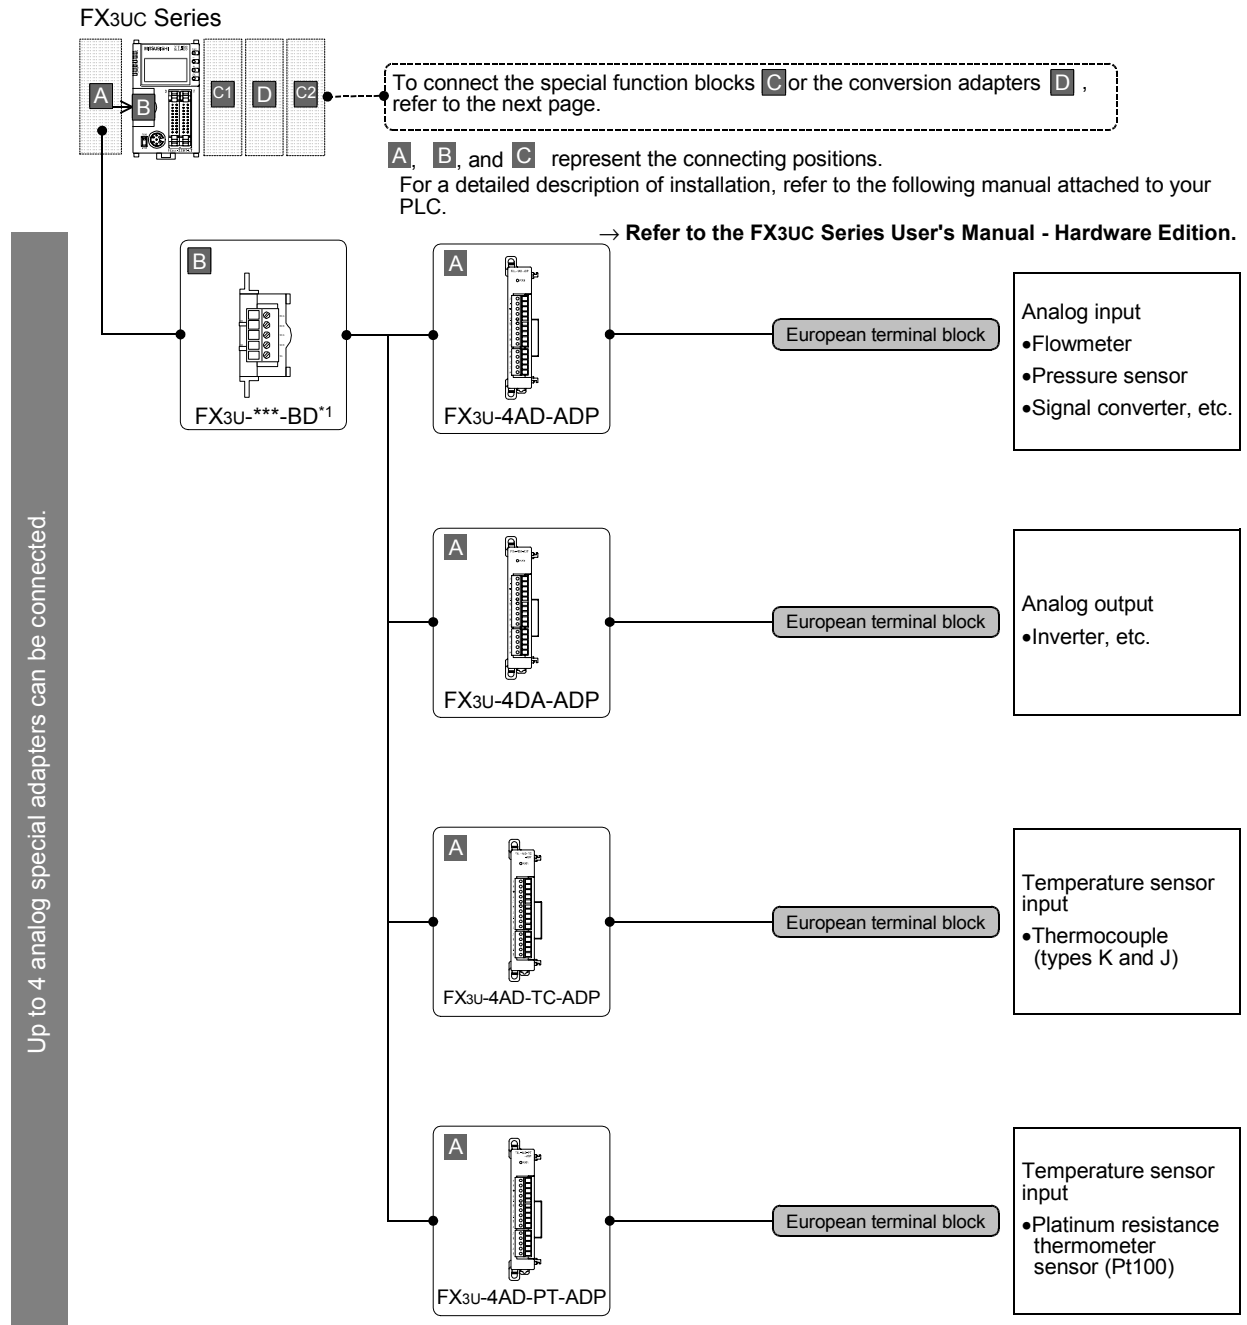 FX3UC Series
A
B
C1
D
C2
To connect the special function blocks C or the conversion adapters D ,
refer to the next page.
A, B, and C represent the connecting positions.
For a detailed description of installation, refer to the following manual attached to your
PLC.
→ Refer to the FX3UC Series User's Manual - Hardware Edition.
Up to 4 analog special adapters can be connected.
B
FX3U-***-BD*1
A
FX3U-4AD-ADP
European terminal block
Analog input
•Flowmeter
•Pressure sensor
•Signal converter, etc.
A
FX3U-4DA-ADP
European terminal block
Analog output
•Inverter, etc.
A
FX3U-4AD-TC-ADP
European terminal block
Temperature sensor
input
•Thermocouple
(types K and J)
A
FX3U-4AD-PT-ADP
European terminal block
Temperature sensor
input
•Platinum resistance
thermometer
sensor (Pt100)